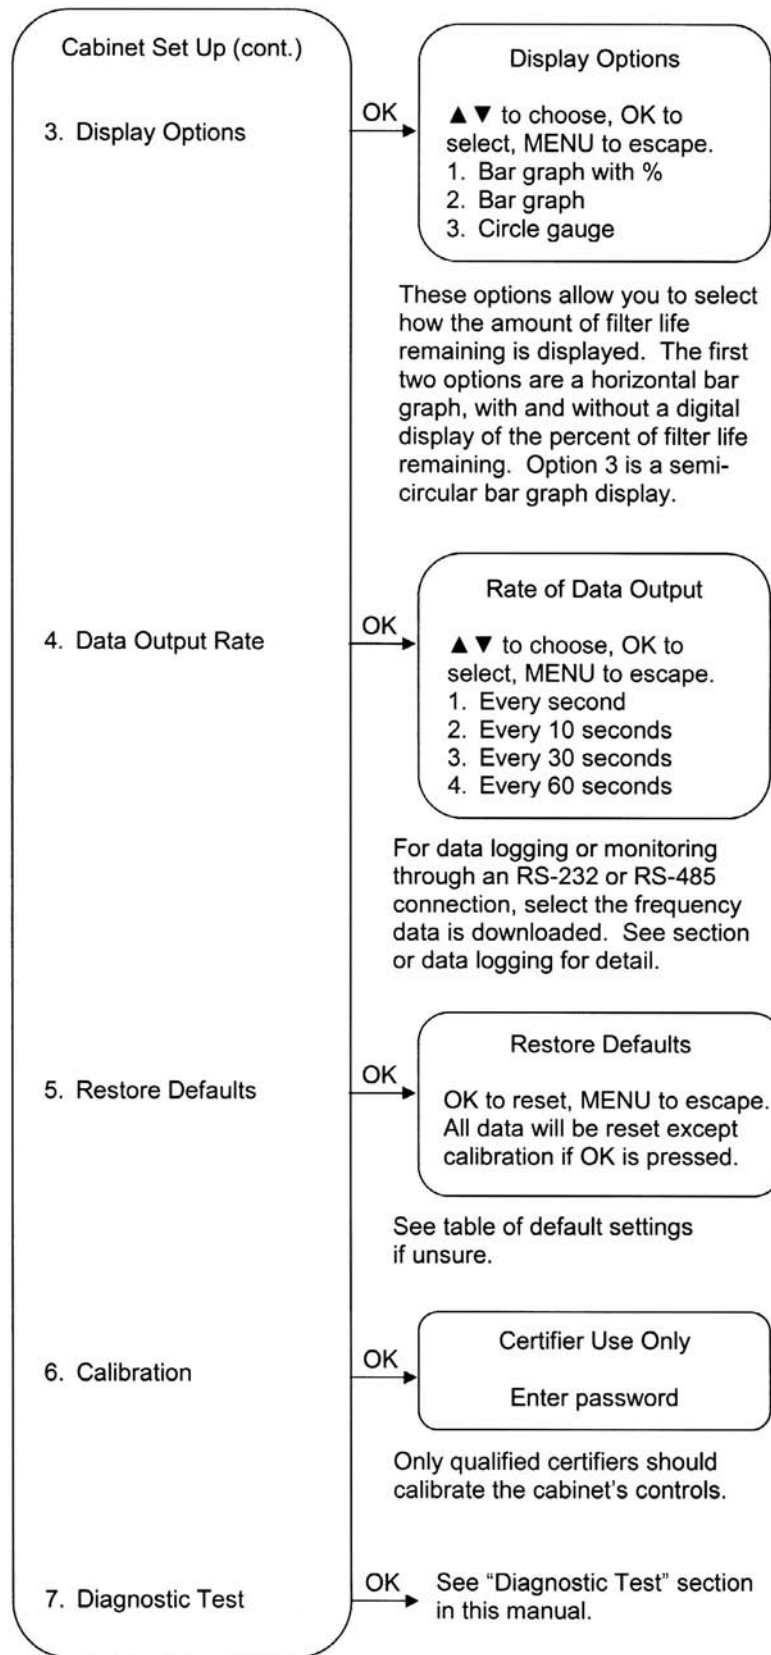 Cabinet Set Up (cont.)
3. Display Options
OK
Display Options
▲▼ to choose, OK to
select, MENU to escape.
1. Bar graph with %
2. Bar graph
3. Circle gauge
These options allow you to select
how the amount of filter life
remaining is displayed. The first
two options are a horizontal bar
graph, with and without a digital
display of the percent of filter life
remaining. Option 3 is a semi-
circular bar graph display.
4. Data Output Rate
OK
Rate of Data Output
▲▼ to choose, OK to
select, MENU to escape.
1. Every second
2. Every 10 seconds
3. Every 30 seconds
4. Every 60 seconds
For data logging or monitoring
through an RS-232 or RS-485
connection, select the frequency
data is downloaded. See section
or data logging for detail.
5. Restore Defaults
OK
Restore Defaults
OK to reset, MENU to escape.
All data will be reset except
calibration if OK is pressed.
See table of default settings
if unsure.
6. Calibration
OK
Certifier Use Only
Enter password
Only qualified certifiers should
calibrate the cabinet's controls.
7. Diagnostic Test
OK
See “Diagnostic Test” section
in this manual.